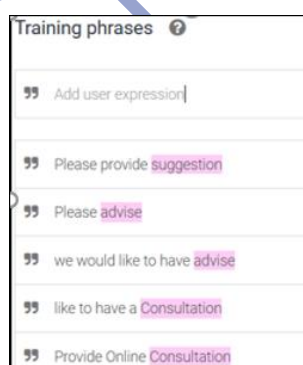 Training phrases ?
Add user expression
Please provide suggestion
Please advise
we would like to have advise
like to have a Consultation
Provide Online Consultation